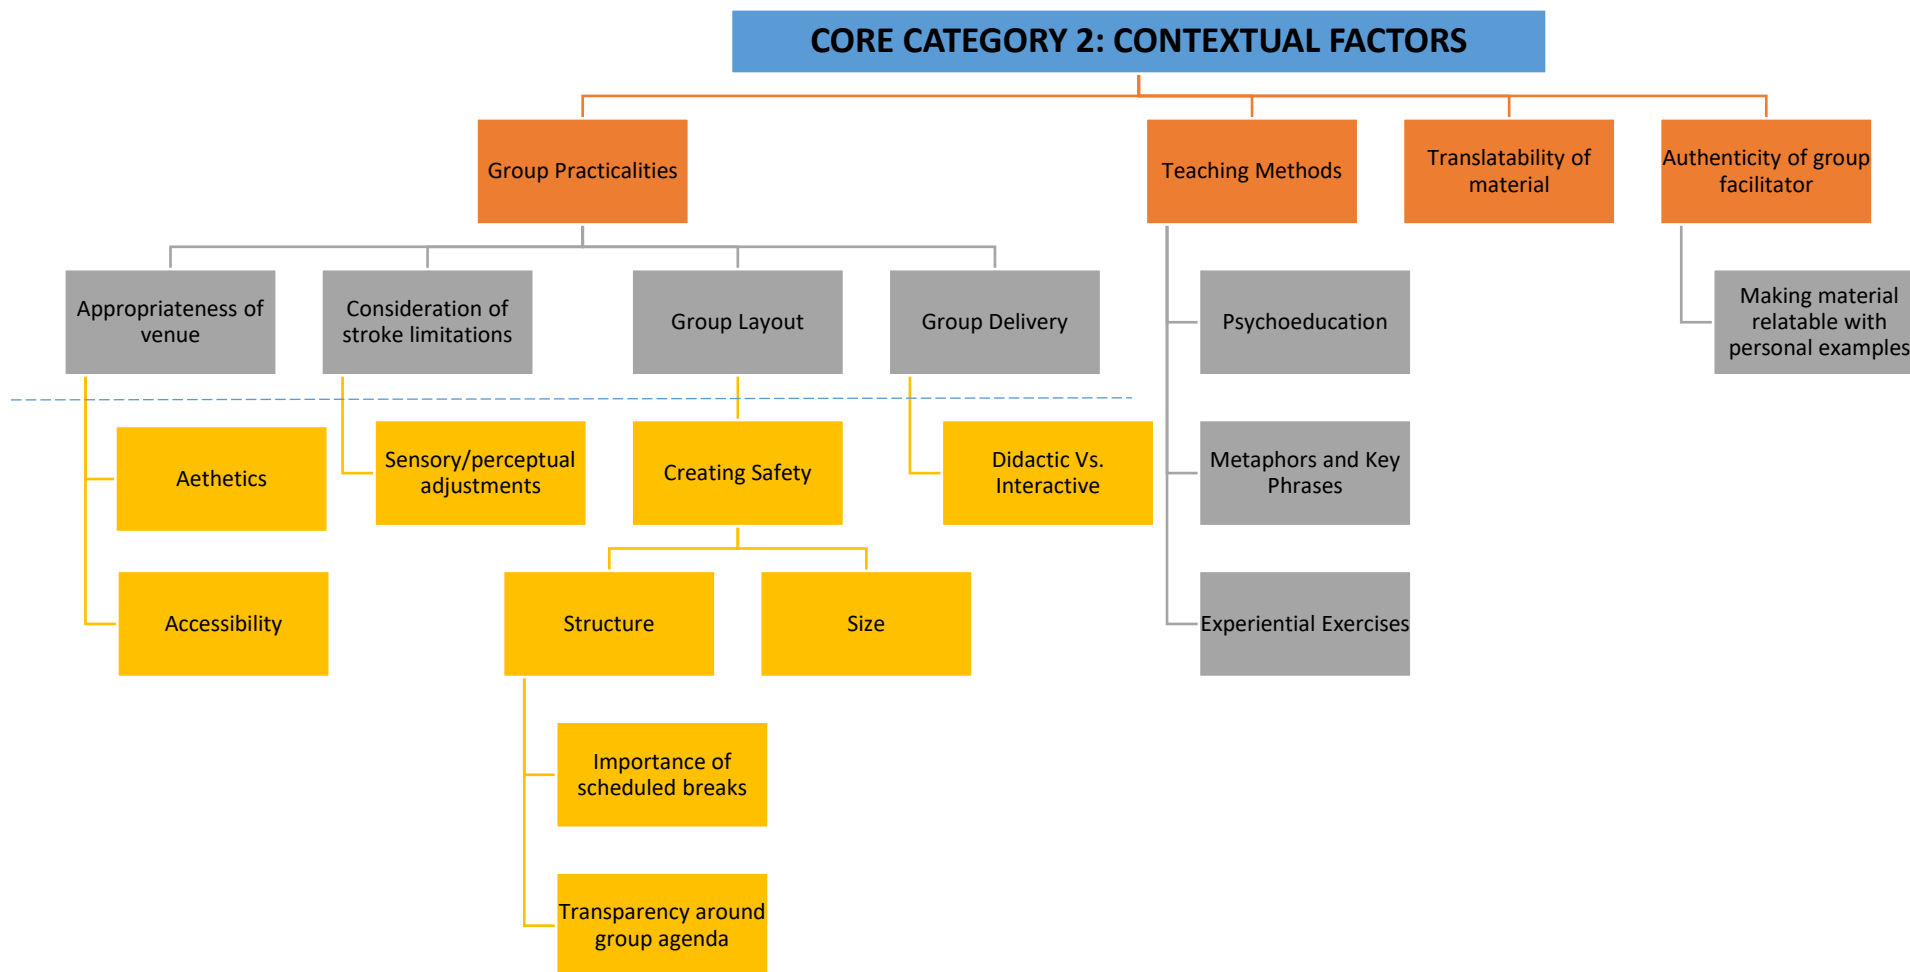 CORE CATEGORY 2: CONTEXTUAL FACTORS
Group Practicalities
Teaching Methods
Translatability of
material
Authenticity of group
facilitator
Appropriateness of
venue
Consideration of
stroke limitations
Group Layout
Group Delivery
Psychoeducation
Making material
relatable with
personal examples
Aethetics
Sensory/perceptual
adjustments
Creating Safety
Didactic Vs.
Interactive
Metaphors and Key
Phrases
Accessibility
Structure
Size
Experiential Exercises
Importance of
scheduled breaks
Transparency around
group agenda